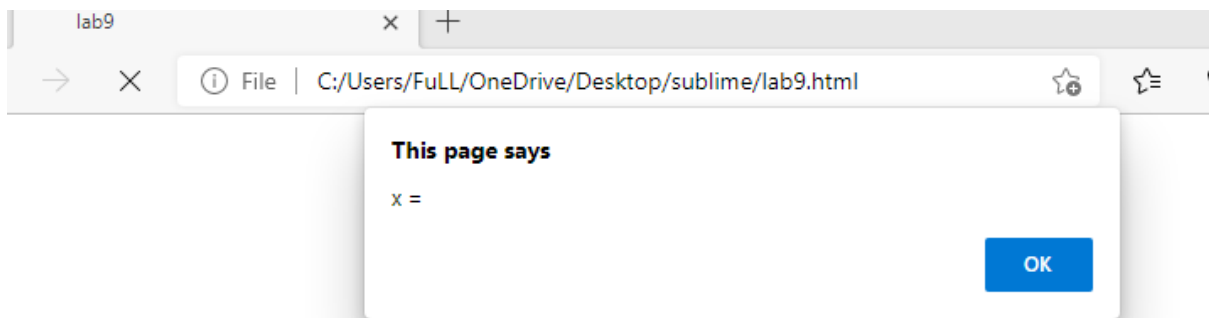 lab9
File | C:/Users/FuLL/OneDrive/Desktop/sublime/lab9.html
This page says
x =
OK